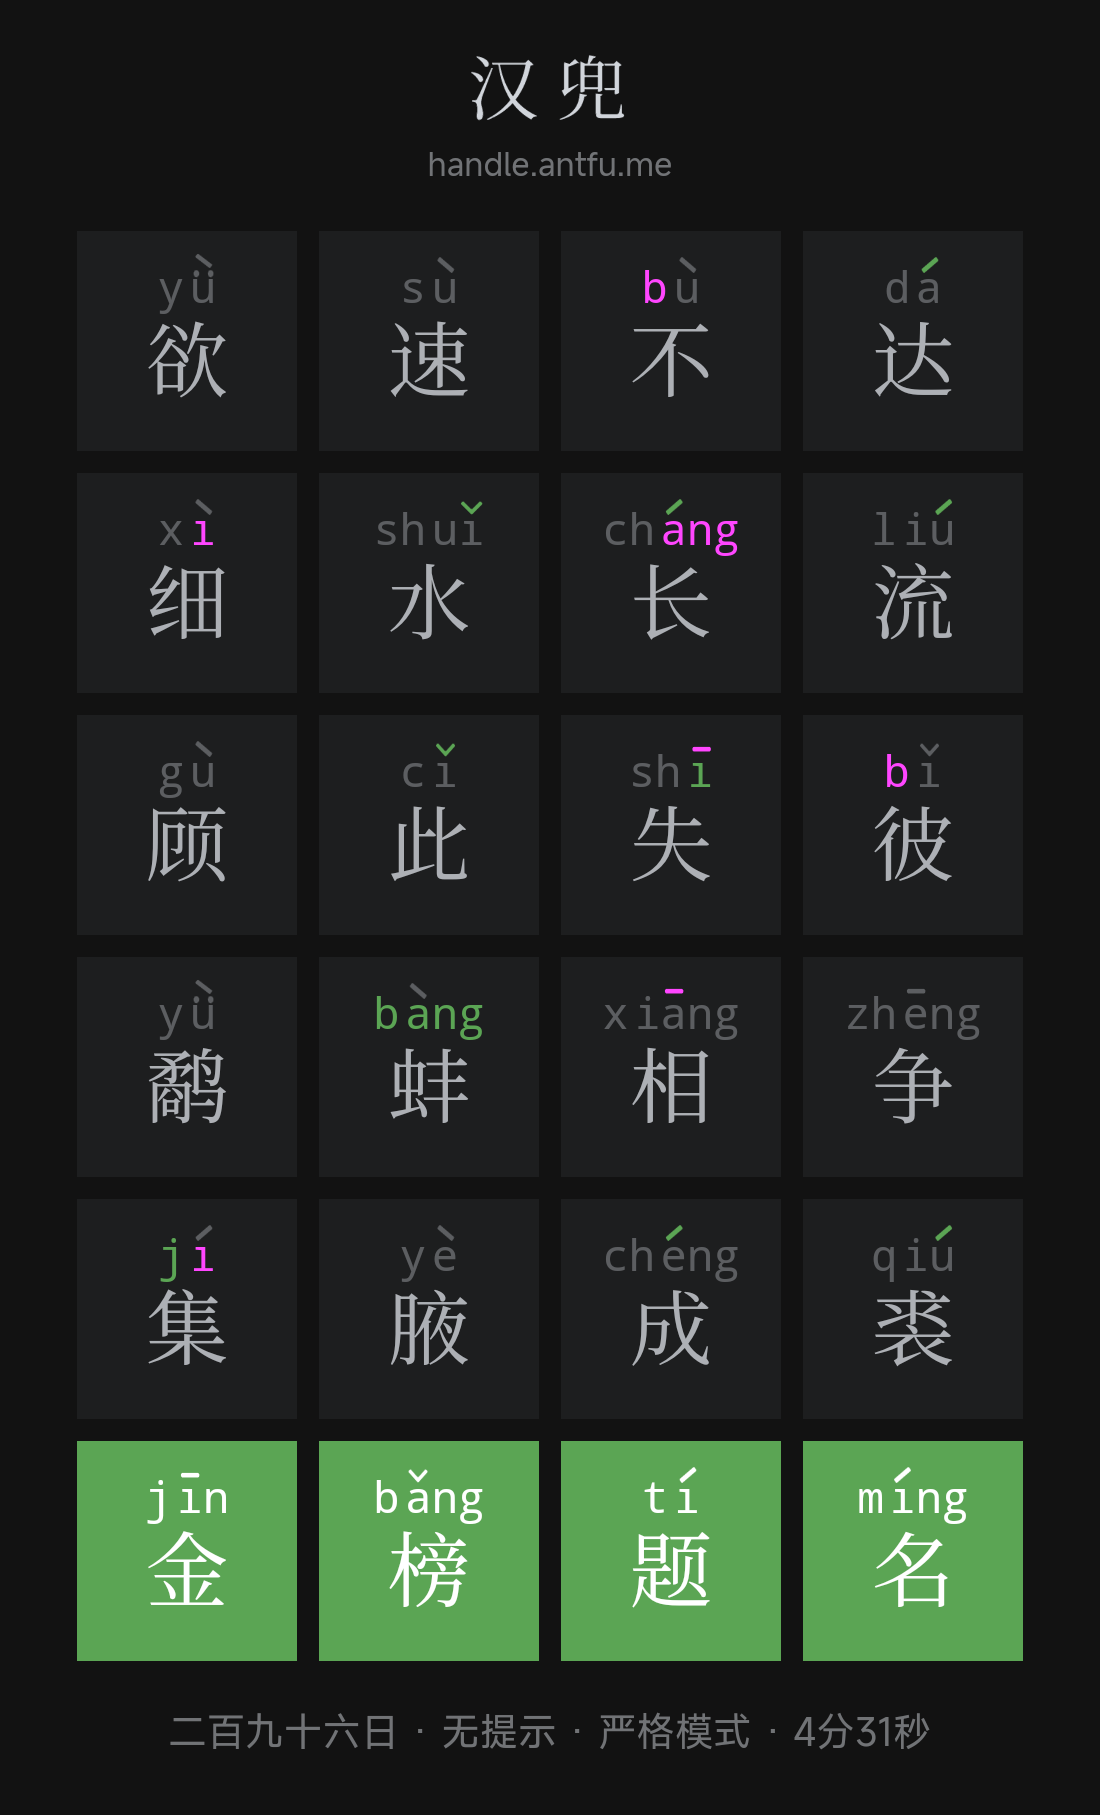 汉兜
handle.antfu.me
yǜ sù bù dá
欲 速 不 达
xì shuǐ cháng liú
细 水 长 流
gù cǐ shī bǐ
顾 此 失 彼
yǜ bàng xiāng zhēng
鹬 蚌 相 争
jí yè chéng qiú
集 腋 成 裘
jīn bǎng tí míng
金 榜 题 名
二百九十六日 · 无提示 · 严格模式 · 4分31秒